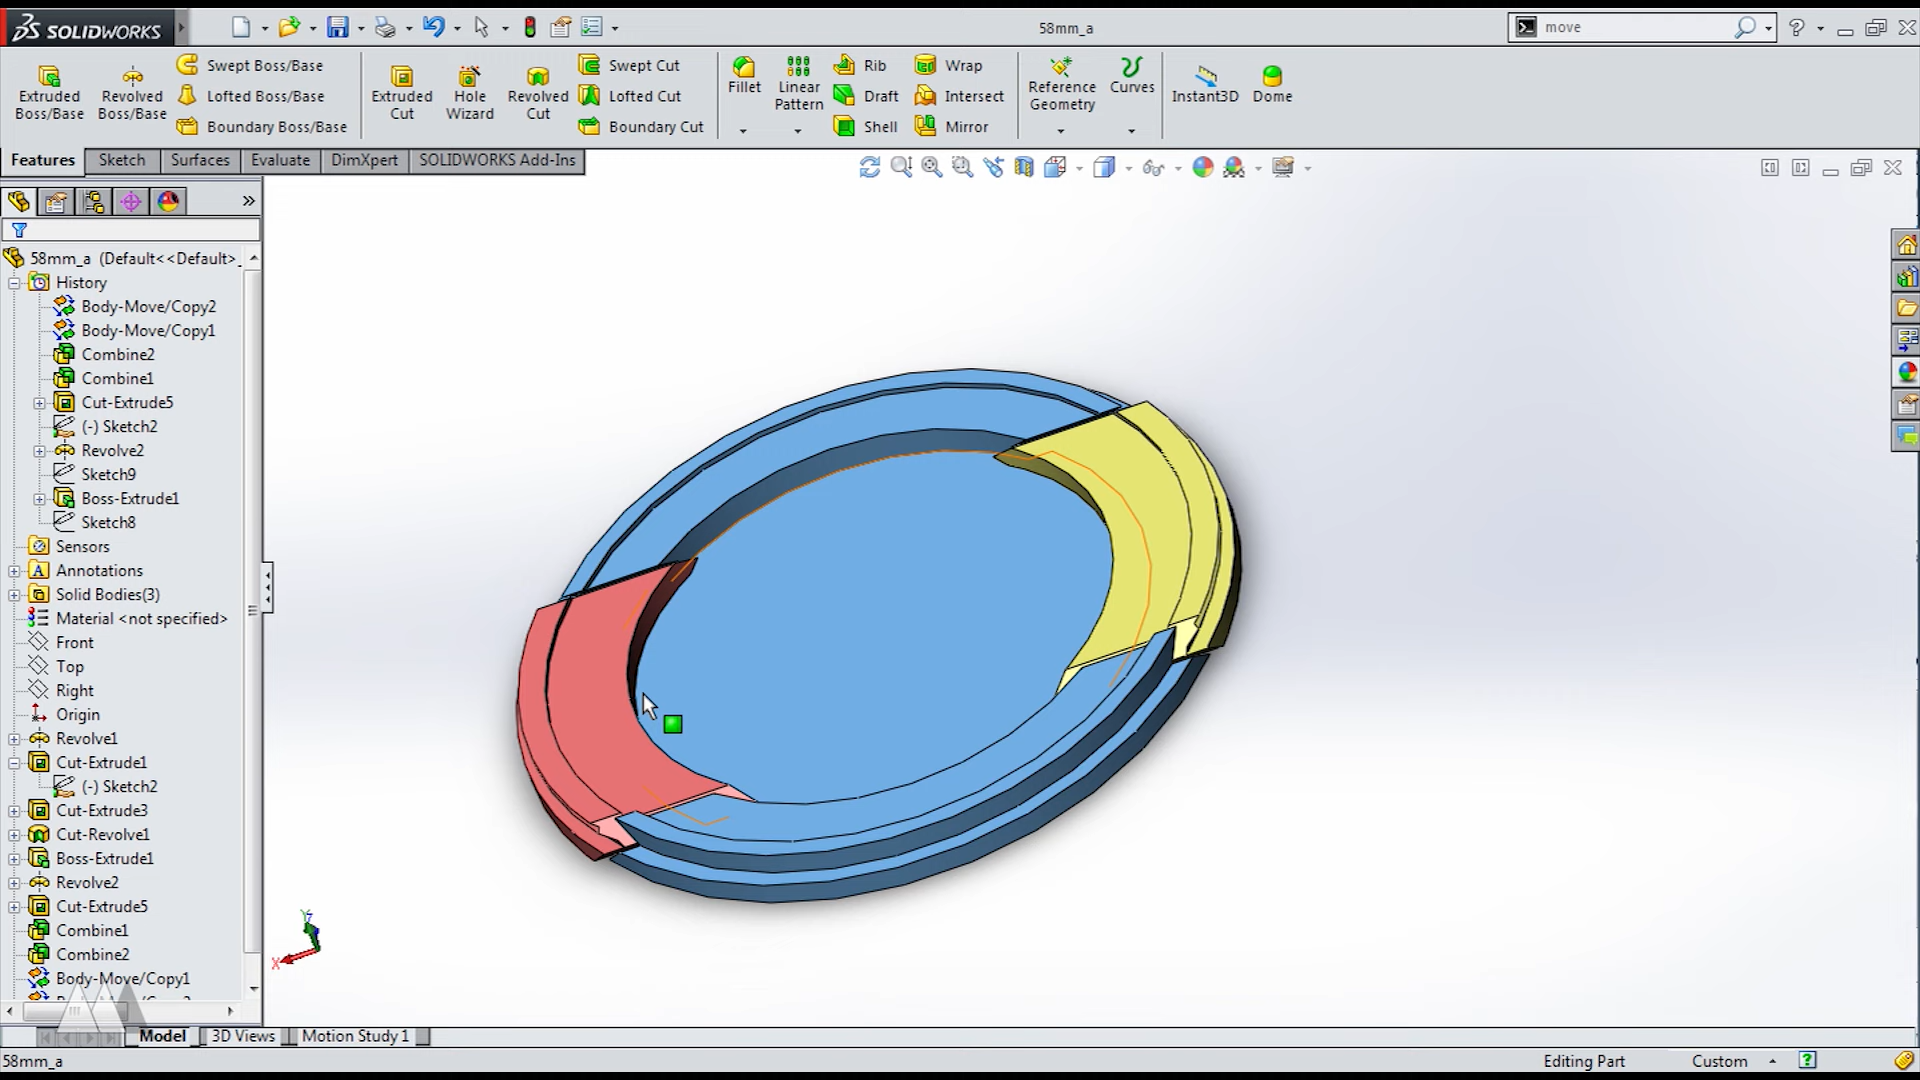 SOLIDWORKS
58mm_a
move
Extruded Boss/Base
Revolved Boss/Base
Swept Boss/Base
Lofted Boss/Base
Boundary Boss/Base
Extruded Cut
Hole Wizard
Revolved Cut
Swept Cut
Lofted Cut
Boundary Cut
Fillet
Linear Pattern
Rib
Draft
Shell
Wrap
Intersect
Mirror
Reference Geometry
Curves
Instant3D
Dome
Features
Sketch
Surfaces
Evaluate
DimXpert
SOLIDWORKS Add-Ins
58mm_a (Default<<Default>_
History
Body-Move/Copy2
Body-Move/Copy1
Combine2
Combine1
Cut-Extrude5
(-) Sketch2
Revolve2
Sketch9
Boss-Extrude1
Sketch8
Sensors
Annotations
Solid Bodies(3)
Material <not specified>
Front
Top
Right
Origin
Revolve1
Cut-Extrude1
(-) Sketch2
Cut-Extrude3
Cut-Revolve1
Boss-Extrude1
Revolve2
Cut-Extrude5
Combine1
Combine2
Body-Move/Copy1
X
Model
3D Views
Motion Study 1
58mm_a
Editing Part
Custom